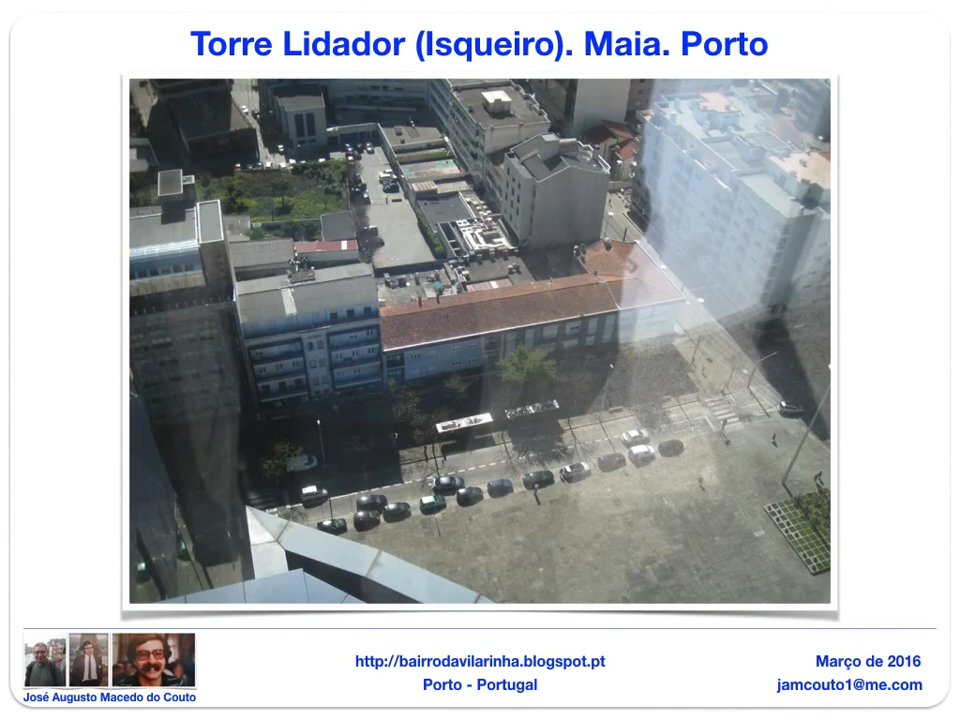 Torre Lidador (Isqueiro). Maia. Porto
José Augusto Macedo do Couto
http://bairrodavilarinha.blogspot.pt
Porto - Portugal
Março de 2016
jamcouto1@me.com